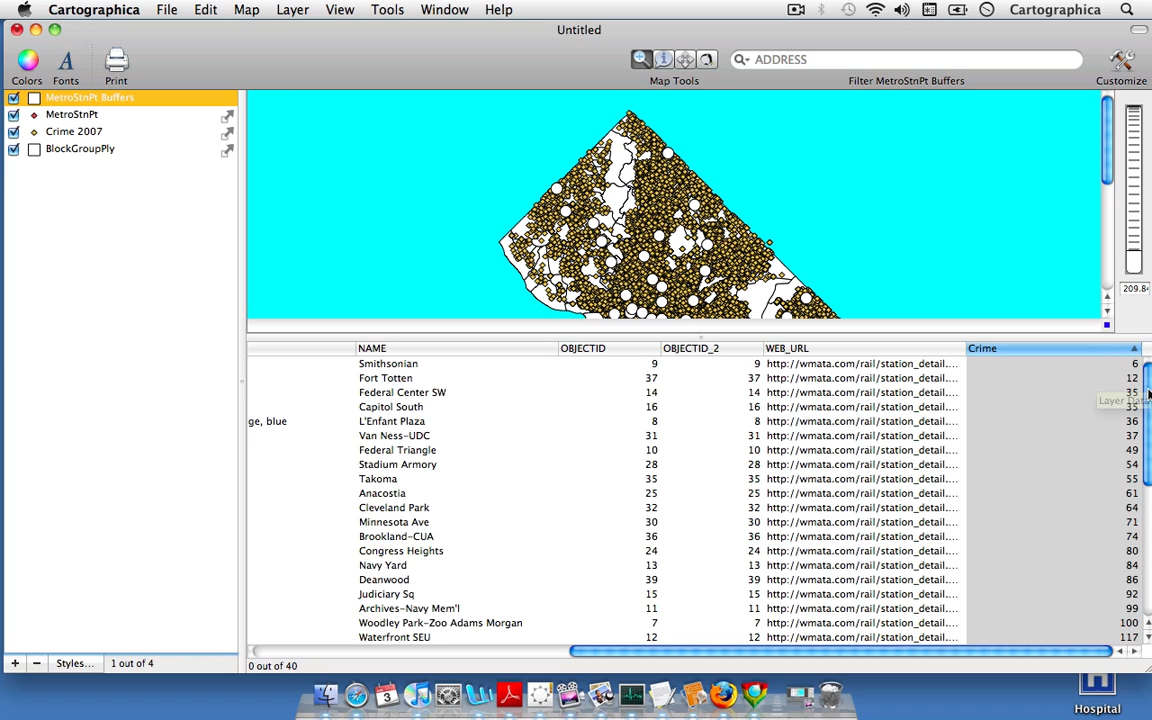 Cartographica File Edit Map Layer View Tools Window Help Cartographica
Untitled
ADDRESS
Colors Fonts Print Map Tools Filter MetroStnPt Buffers Customize
MetroStnPt Buffers
MetroStnPt
Crime 2007
BlockGroupPly
209.84
NAME OBJECTID OBJECTID_2 WEB_URL Crime
Smithsonian 9 9 http://wmata.com/rail/station_detail.... 6
Fort Totten 37 37 http://wmata.com/rail/station_detail.... 12
Federal Center SW 14 14 http://wmata.com/rail/station_detail.... 35
Capitol South 16 16 http://wmata.com/rail/station_detail.... 35
Layer Data
ge, blue L'Enfant Plaza 8 8 http://wmata.com/rail/station_detail.... 36
Van Ness-UDC 31 31 http://wmata.com/rail/station_detail.... 37
Federal Triangle 10 10 http://wmata.com/rail/station_detail.... 49
Stadium Armory 28 28 http://wmata.com/rail/station_detail.... 54
Takoma 35 35 http://wmata.com/rail/station_detail.... 55
Anacostia 25 25 http://wmata.com/rail/station_detail.... 61
Cleveland Park 32 32 http://wmata.com/rail/station_detail.... 64
Minnesota Ave 30 30 http://wmata.com/rail/station_detail.... 71
Brookland-CUA 36 36 http://wmata.com/rail/station_detail.... 74
Congress Heights 24 24 http://wmata.com/rail/station_detail.... 80
Navy Yard 13 13 http://wmata.com/rail/station_detail.... 84
Deanwood 39 39 http://wmata.com/rail/station_detail.... 86
Judiciary Sq 15 15 http://wmata.com/rail/station_detail.... 92
Archives-Navy Mem'l 11 11 http://wmata.com/rail/station_detail.... 99
Woodley Park-Zoo Adams Morgan 7 7 http://wmata.com/rail/station_detail.... 100
Waterfront SEU 12 12 http://wmata.com/rail/station_detail.... 117
Styles... 1 out of 4 0 out of 40
3
H
Hospital